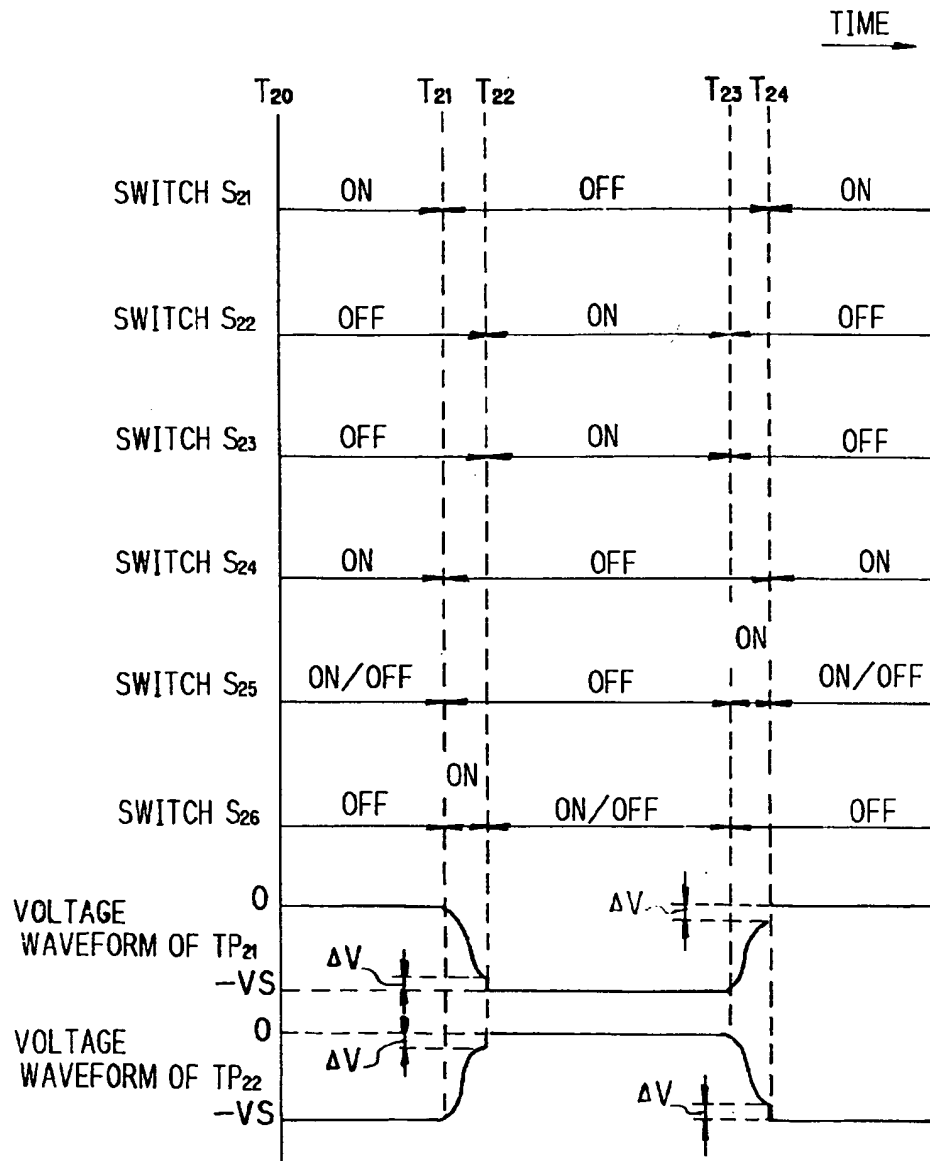 TIME
T20 T21 T22 T23 T24
SWITCH S21 ON OFF ON
SWITCH S22 OFF ON OFF
SWITCH S23 OFF ON OFF
SWITCH S24 ON OFF ON
ON
SWITCH S25 ON/OFF OFF ON/OFF
ON
SWITCH S26 OFF ON/OFF OFF
0
VOLTAGE
WAVEFORM OF TP21
ΔV
ΔV
-VS
0
VOLTAGE
WAVEFORM OF TP22
ΔV
ΔV
-VS